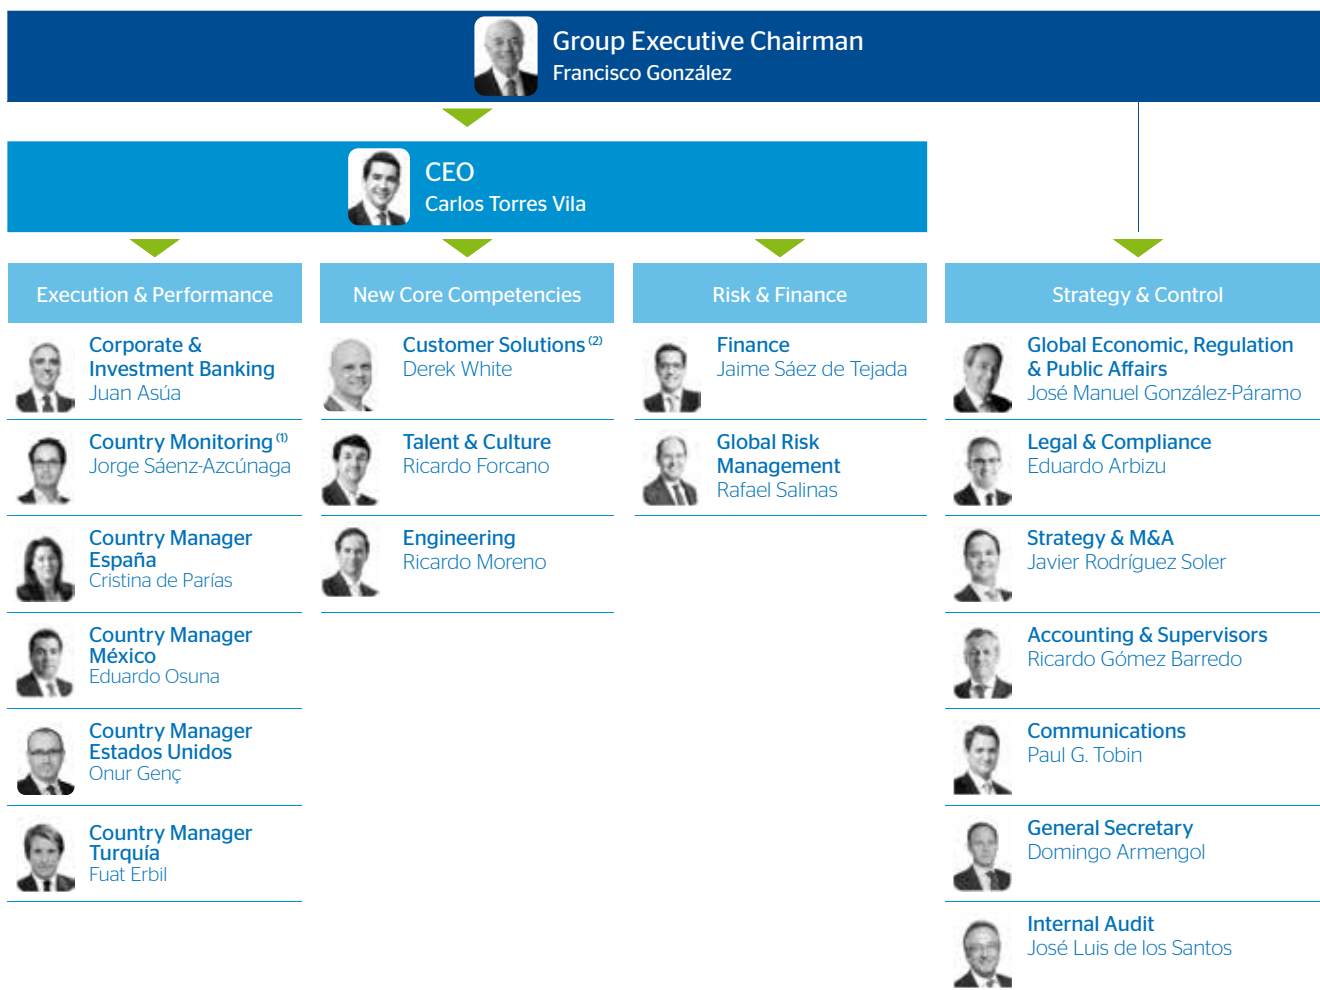 Group Executive Chairman
Francisco González
CEO
Carlos Torres Vila
Execution & Performance
Corporate &
Investment Banking
Juan Asúa
Country Monitoring (1)
Jorge Sáenz-Azcúnaga
Country Manager
España
Cristina de Parías
Country Manager
México
Eduardo Osuna
Country Manager
Estados Unidos
Onur Genç
Country Manager
Turquía
Fuat Erbil
New Core Competencies
Customer Solutions (2)
Derek White
Talent & Culture
Ricardo Forcano
Engineering
Ricardo Moreno
Risk & Finance
Finance
Jaime Sáez de Tejada
Global Risk
Management
Rafael Salinas
Strategy & Control
Global Economic, Regulation
& Public Affairs
José Manuel González-Páramo
Legal & Compliance
Eduardo Arbizu
Strategy & M&A
Javier Rodríguez Soler
Accounting & Supervisors
Ricardo Gómez Barredo
Communications
Paul G. Tobin
General Secretary
Domingo Armengol
Internal Audit
José Luis de los Santos